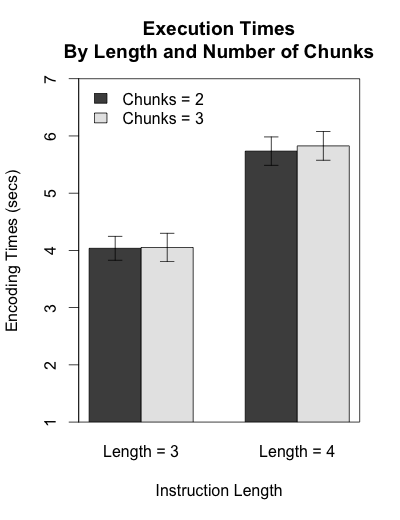 Execution Times
By Length and Number of Chunks
Chunks = 2
Chunks = 3
Encoding Times (secs)
7
6
5
4
3
2
1
Length = 3
Length = 4
Instruction Length